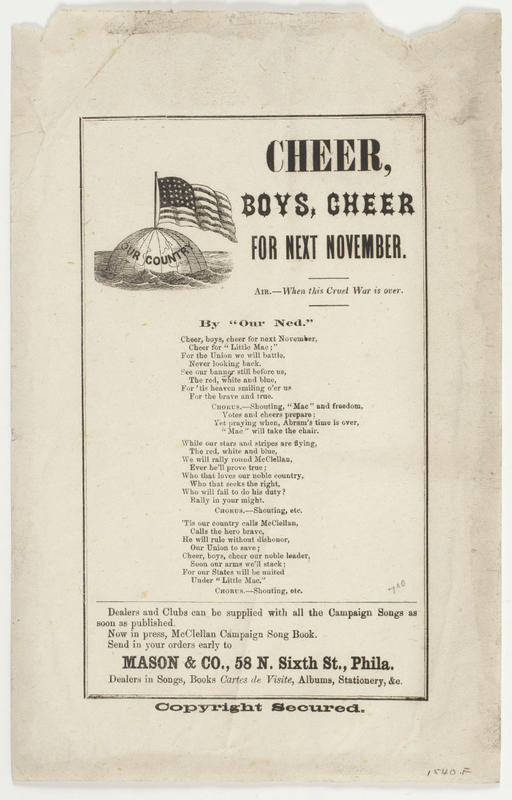 CHEER,
BOYS, CHEER
FOR NEXT NOVEMBER.
OUR COUNTRY
AIR.—When this Cruel War is over.
By "Our Ned."
Cheer, boys, cheer for next November,
Cheer for "Little Mac;"
For the Union we will battle,
Never looking back.
See our banner still before us,
The red, white and blue,
For 'tis heaven smiling o'er us
For the brave and true.
CHORUS.—Shouting, "Mac" and freedom,
Votes and cheers prepare;
Yet praying when, Abram's time is over,
"Mac" will take the chair.
While our stars and stripes are flying,
The red, white and blue,
We will rally round McClellan,
Ever he'll prove true;
Who that loves our noble country,
Who that seeks the right,
Who will fail to do his duty?
Rally in your might.
CHORUS.—Shouting, etc.
'Tis our country calls McClellan,
Calls the hero brave,
He will rule without dishonor,
Our Union to save;
Cheer, boys, cheer our noble leader,
Soon our arms we'll stack;
For our States will be united
Under "Little Mac."
CHORUS.—Shouting, etc.
Dealers and Clubs can be supplied with all the Campaign Songs as
soon as published.
Now in press, McClellan Campaign Song Book.
Send in your orders early to
MASON & CO., 58 N. Sixth St., Phila.
Dealers in Songs, Books Cartes de Visite, Albums, Stationery, &c.
Copyright Secured.
1540.F